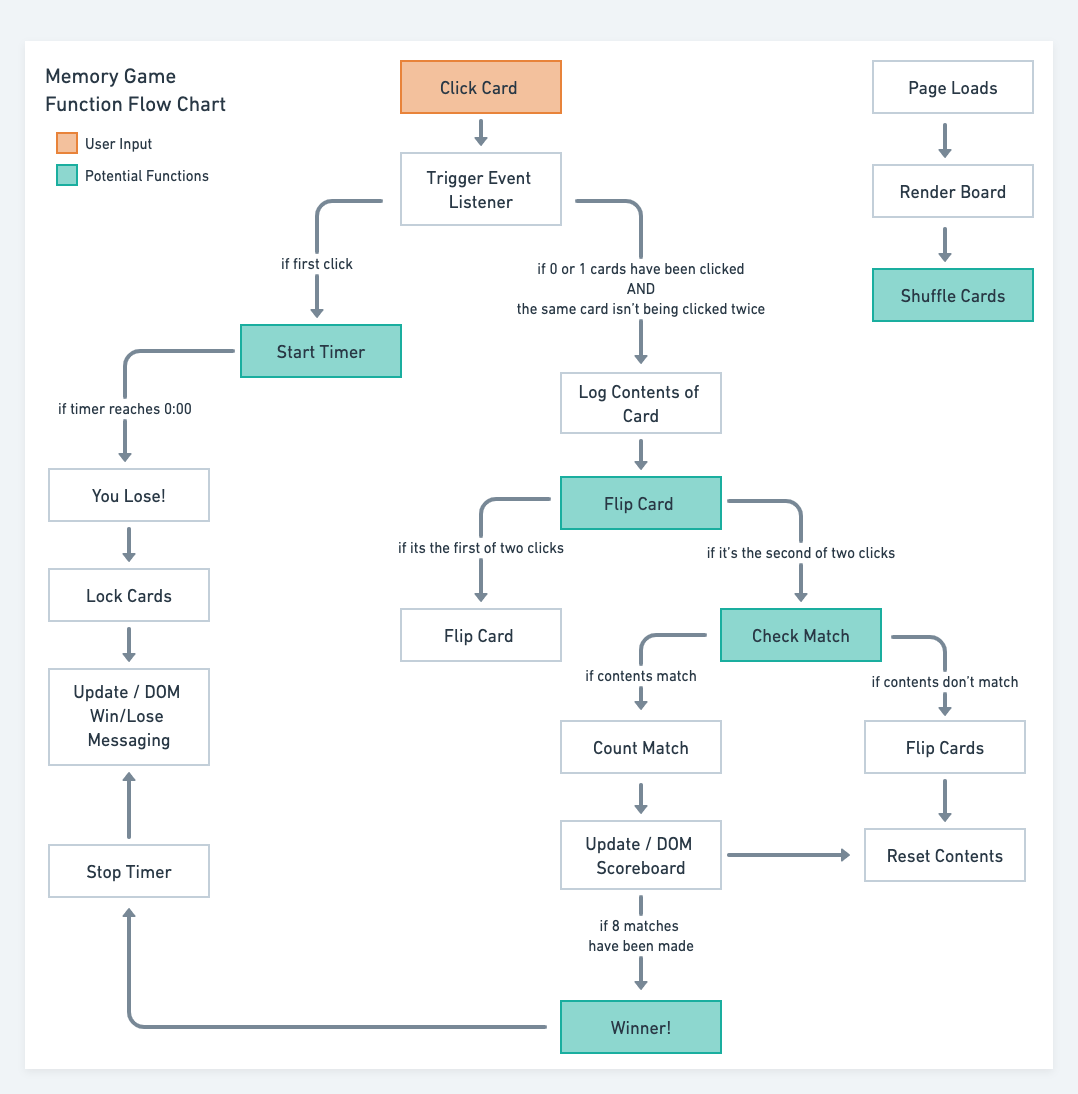 Memory Game
Function Flow Chart
User Input
Potential Functions
Click Card
Trigger Event
Listener
if first click
if 0 or 1 cards have been clicked
AND
the same card isn't being clicked twice
Page Loads
Render Board
Shuffle Cards
Start Timer
if timer reaches 0:00
You Lose!
Lock Cards
Update / DOM
Win/Lose
Messaging
Stop Timer
Log Contents of
Card
Flip Card
if its the first of two clicks
if it's the second of two clicks
Flip Card
Check Match
if contents match
if contents don't match
Count Match
Flip Cards
Update / DOM
Scoreboard
Reset Contents
if 8 matches
have been made
Winner!